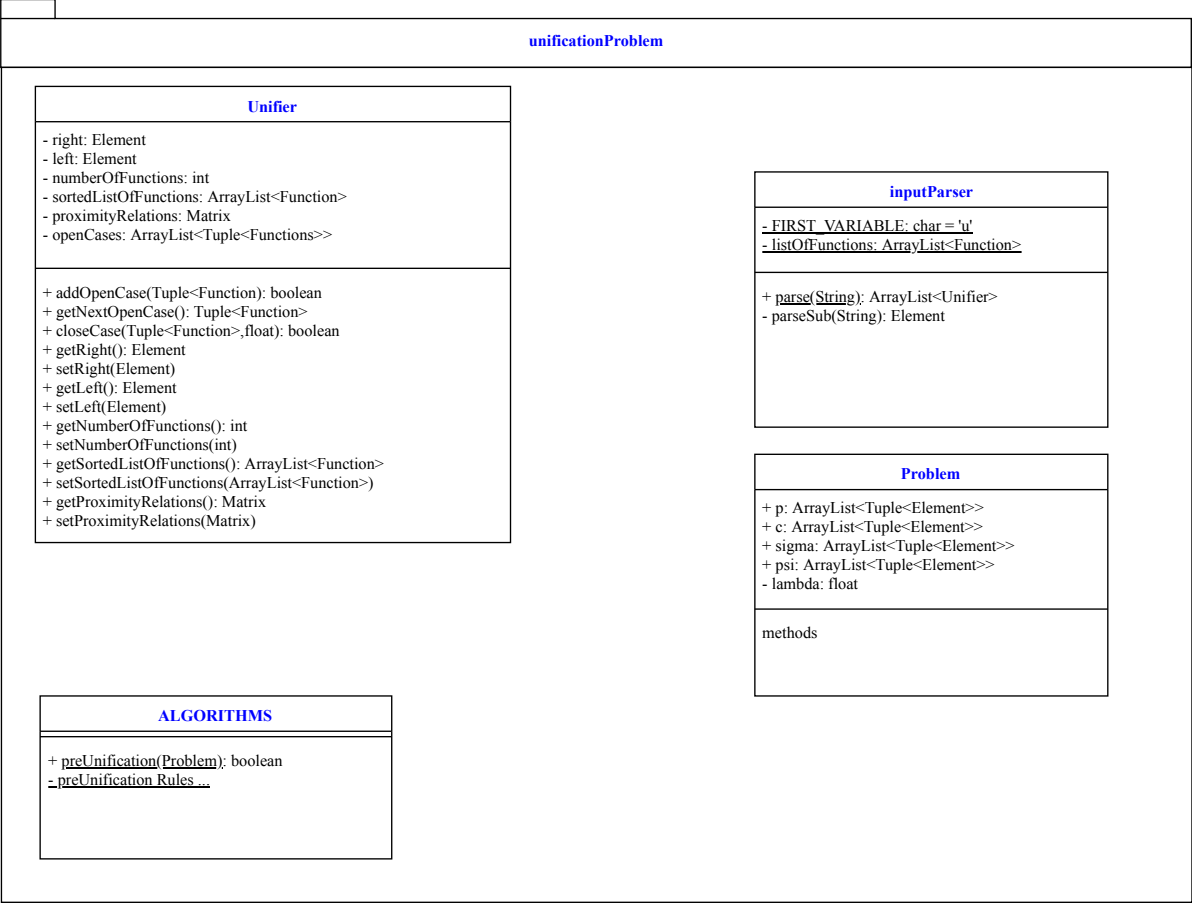 unificationProblem
Unifier
- right: Element
- left: Element
- numberOfFunctions: int
- sortedListOfFunctions: ArrayList<Function>
- proximityRelations: Matrix
- openCases: ArrayList<Tuple<Functions>>
+ addOpenCase(Tuple<Function): boolean
+ getNextOpenCase(): Tuple<Function>
+ closeCase(Tuple<Function>,float): boolean
+ getRight(): Element
+ setRight(Element)
+ getLeft(): Element
+ setLeft(Element)
+ getNumberOfFunctions(): int
+ setNumberOfFunctions(int)
+ getSortedListOfFunctions(): ArrayList<Function>
+ setSortedListOfFunctions(ArrayList<Function>)
+ getProximityRelations(): Matrix
+ setProximityRelations(Matrix)
inputParser
- FIRST_VARIABLE: char = 'u'
- listOfFunctions: ArrayList<Function>
+ parse(String): ArrayList<Unifier>
- parseSub(String): Element
Problem
+ p: ArrayList<Tuple<Element>>
+ c: ArrayList<Tuple<Element>>
+ sigma: ArrayList<Tuple<Element>>
+ psi: ArrayList<Tuple<Element>>
- lambda: float
methods
ALGORITHMS
+ preUnification(Problem): boolean
- preUnification Rules ...